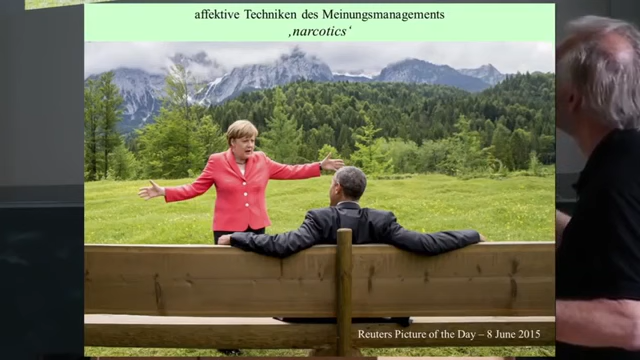 affektive Techniken des Meinungsmanagements
‚narcotics‘
Reuters Picture of the Day – 8 June 2015